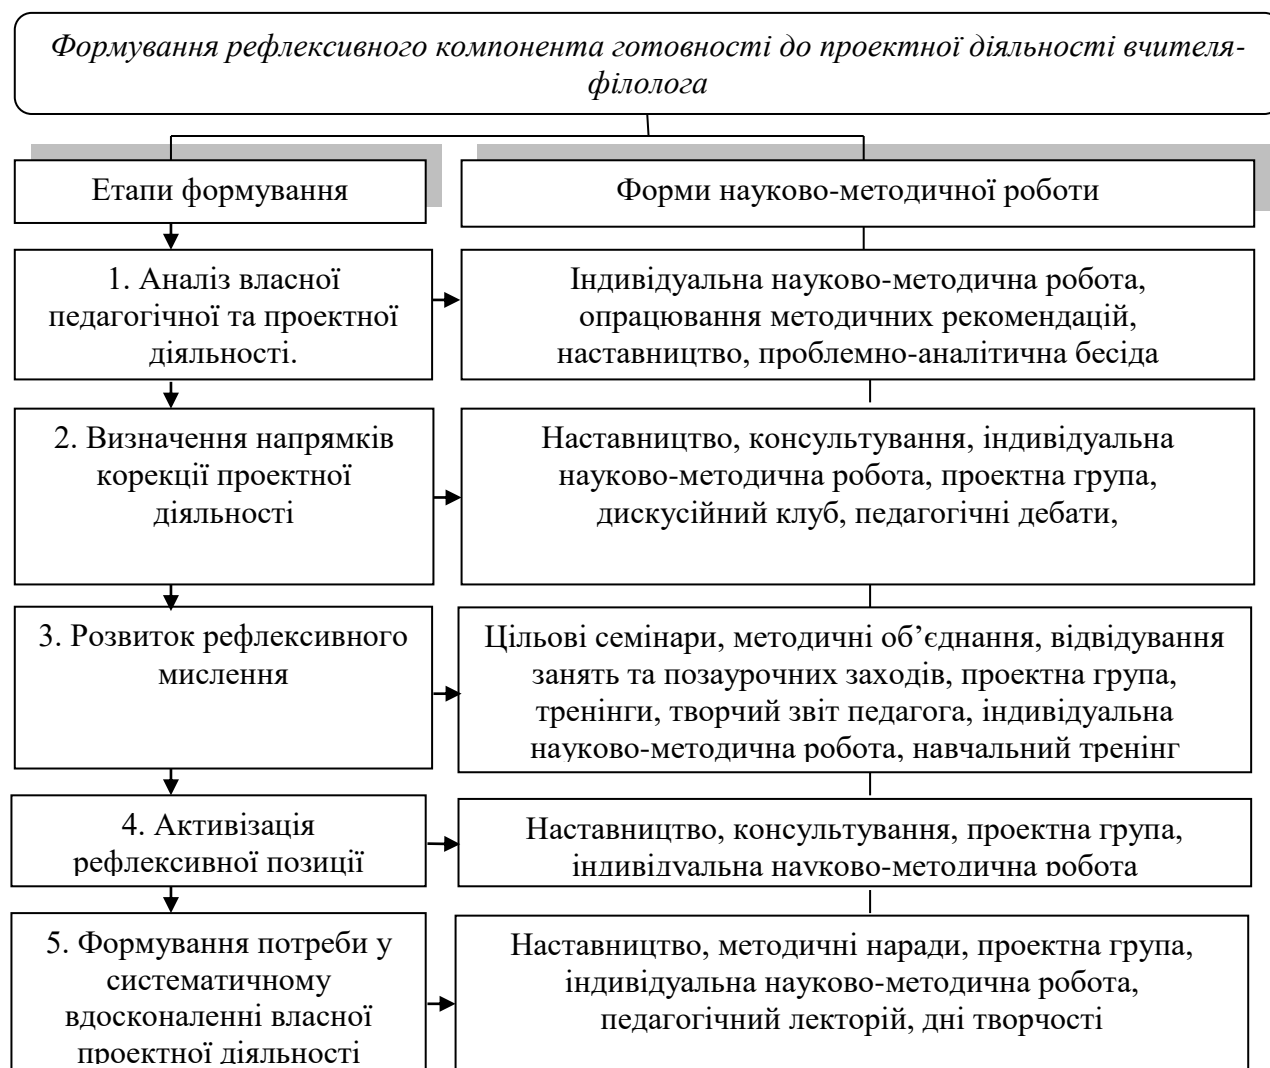 Формування рефлексивного компонента готовності до проектної діяльності вчителя-
філолога
Етапи формування
Форми науково-методичної роботи
1. Аналіз власної
педагогічної та проектної
діяльності.
Індивідуальна науково-методична робота,
опрацювання методичних рекомендацій,
наставництво, проблемно-аналітична бесіда
2. Визначення напрямків
корекції проектної
діяльності
Наставництво, консультування, індивідуальна
науково-методична робота, проектна група,
дискусійний клуб, педагогічні дебати,
3. Розвиток рефлексивного
мислення
Цільові семінари, методичні об’єднання, відвідування
занять та позаурочних заходів, проектна група,
тренінги, творчий звіт педагога, індивідуальна
науково-методична робота, навчальний тренінг
4. Активізація
рефлексивної позиції
Наставництво, консультування, проектна група,
індивідуальна науково-методична робота
5. Формування потреби у
систематичному
вдосконаленні власної
проектної діяльності
Наставництво, методичні наради, проектна група,
індивідуальна науково-методична робота,
педагогічний лекторій, дні творчості